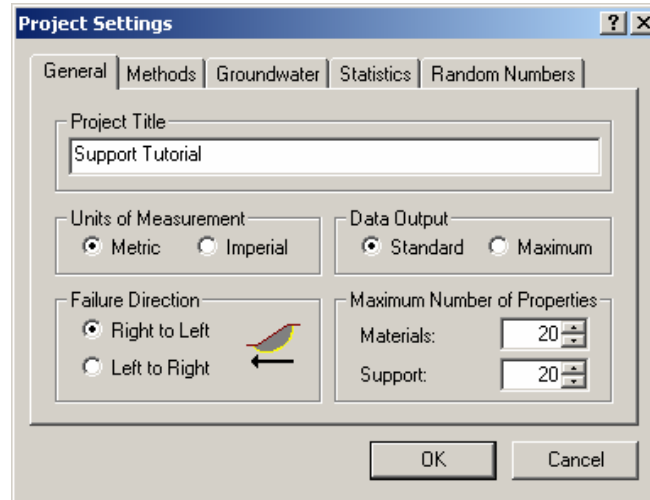 Project Settings
General Methods Groundwater Statistics Random Numbers
Project Title
Support Tutorial
Units of Measurement
Metric Imperial
Data Output
Standard Maximum
Failure Direction
Right to Left
Left to Right
Maximum Number of Properties
Materials: 20
Support: 20
OK Cancel